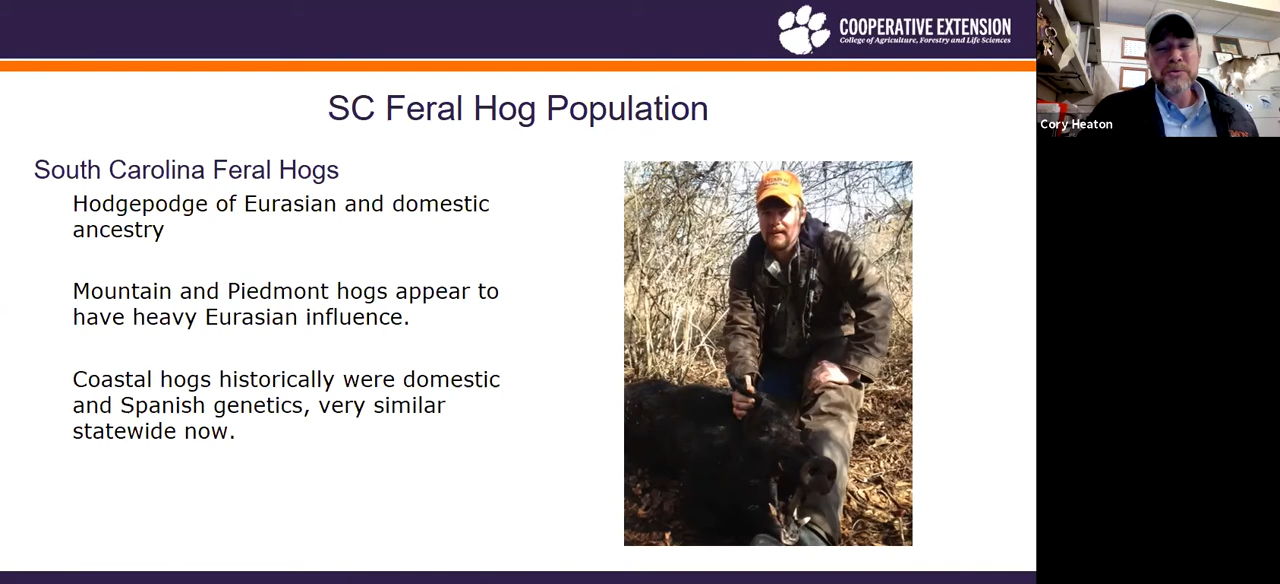 COOPERATIVE EXTENSION
College of Agriculture, Forestry and Life Sciences
Cory Heaton
SC Feral Hog Population
South Carolina Feral Hogs
Hodgepodge of Eurasian and domestic
ancestry
Mountain and Piedmont hogs appear to
have heavy Eurasian influence.
Coastal hogs historically were domestic
and Spanish genetics, very similar
statewide now.